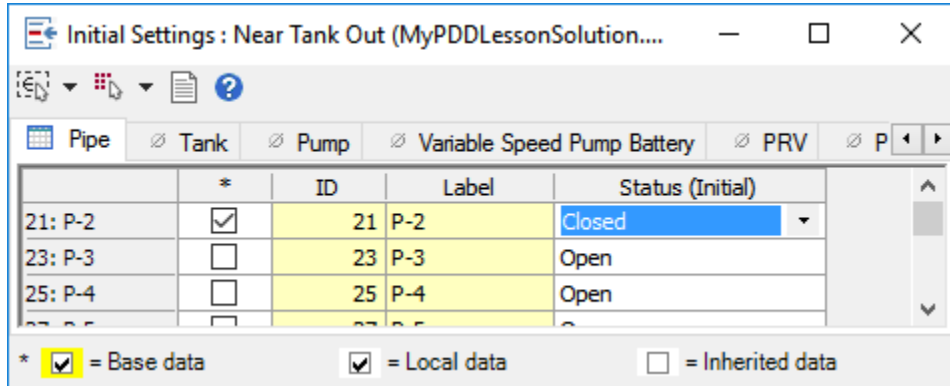 Initial Settings : Near Tank Out (MyPDDLessonSolution....
Pipe Tank Pump Variable Speed Pump Battery PRV P
* ID Label Status (Initial)
21: P-2 21 P-2 Closed
23: P-3 23 P-3 Open
25: P-4 25 P-4 Open
* = Base data = Local data = Inherited data